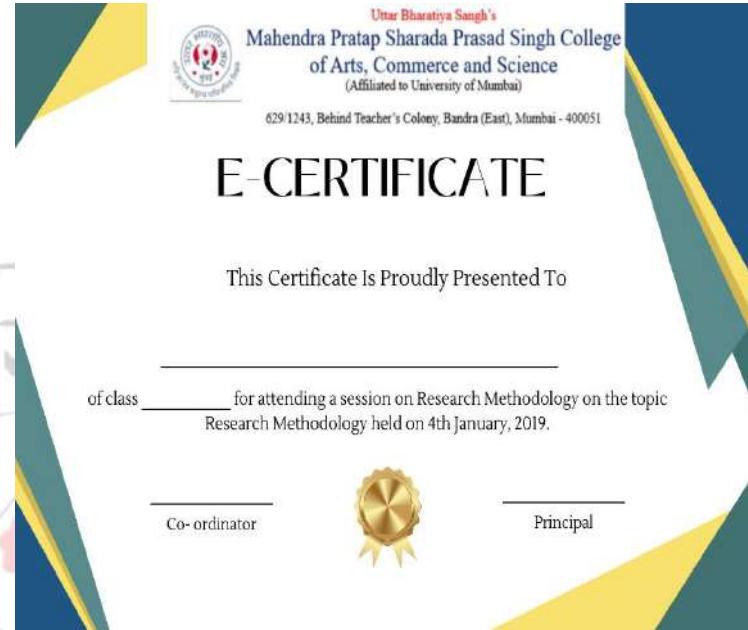 Uttar Bharatiya Sangh's
Mahendra Pratap Sharada Prasad Singh College
of Arts, Commerce and Science
(Affiliated to University of Mumbai)
629/1243, Behind Teacher's Colony, Bandra (East), Mumbai - 400051
E-CERTIFICATE
This Certificate Is Proudly Presented To
of class for attending a session on Research Methodology on the topic
Research Methodology held on 4th January, 2019.
Co- ordinator
Principal